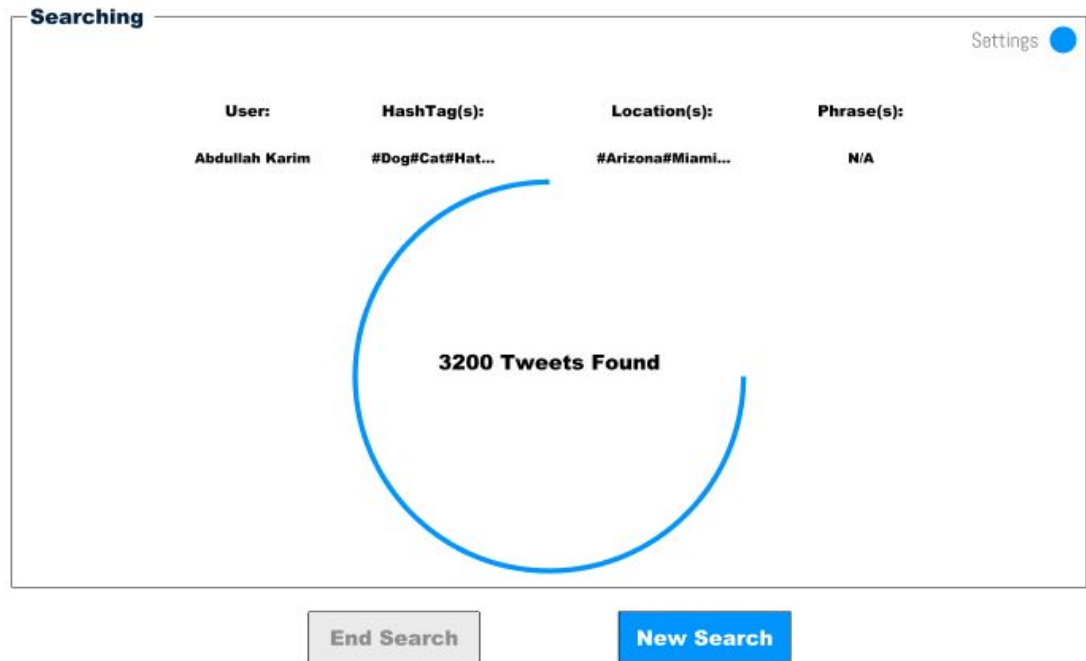 Searching
Settings
User: HashTag(s): Location(s): Phrase(s):
Abdullah Karim #Dog#Cat#Hat... #Arizona#Miami... N/A
3200 Tweets Found
End Search New Search